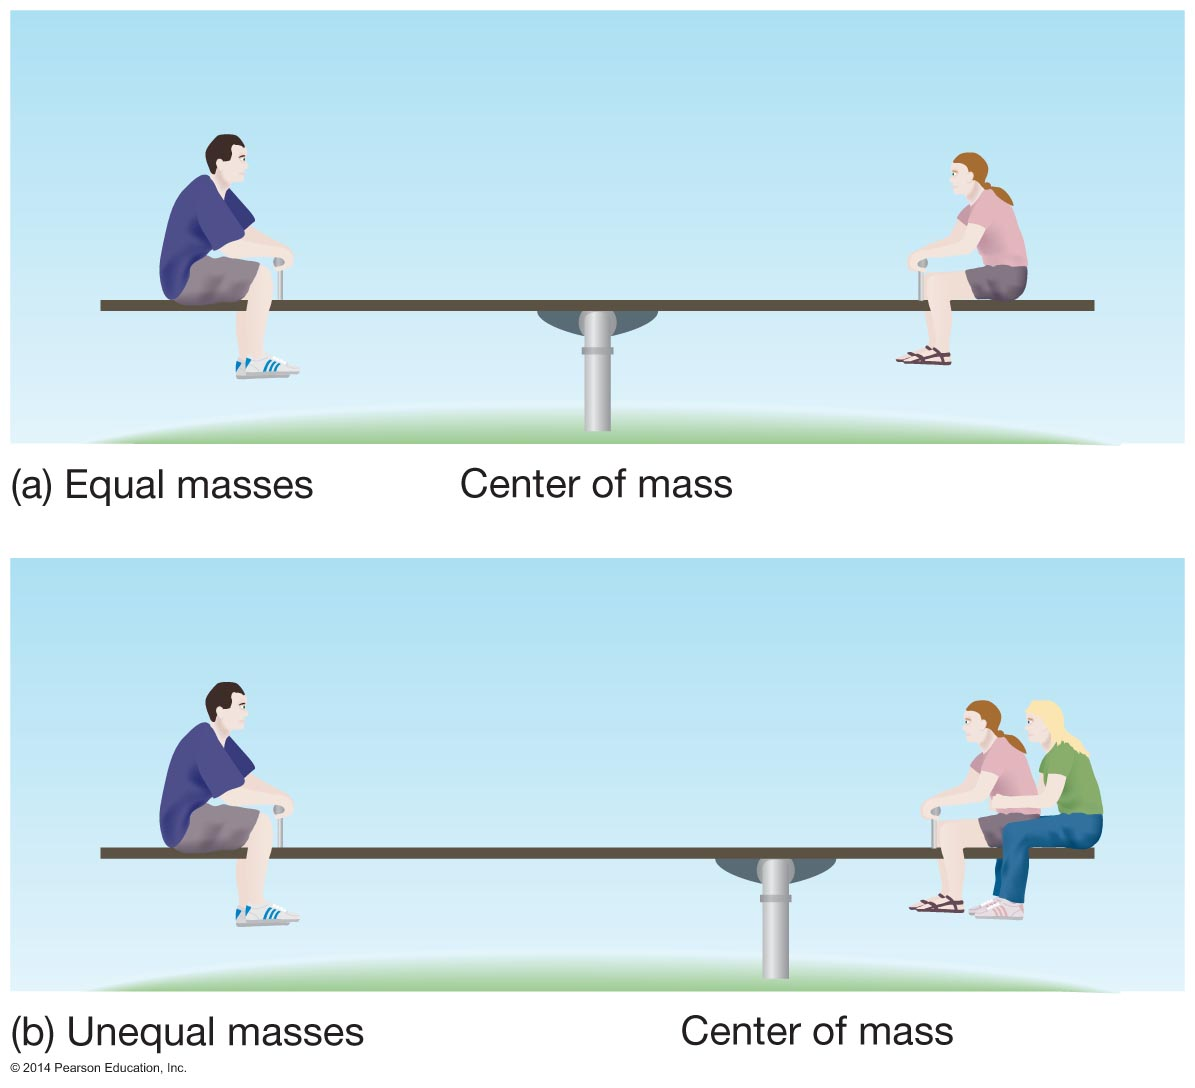 (a) Equal masses Center of mass
(b) Unequal masses Center of mass
© 2014 Pearson Education, Inc.